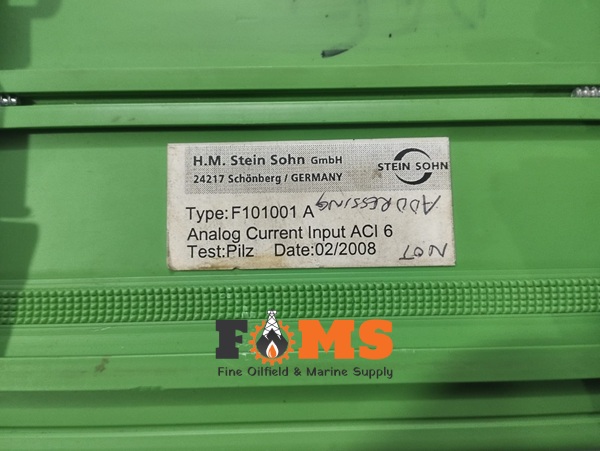 H.M. Stein Sohn GmbH
24217 Schönberg / GERMANY
STEIN SOHN
Type:F101001 A
Analog Current Input ACI 6
Test:Pilz Date:02/2008
NOT
ADDRESSING
FOMS
Fine Oilfield & Marine Supply